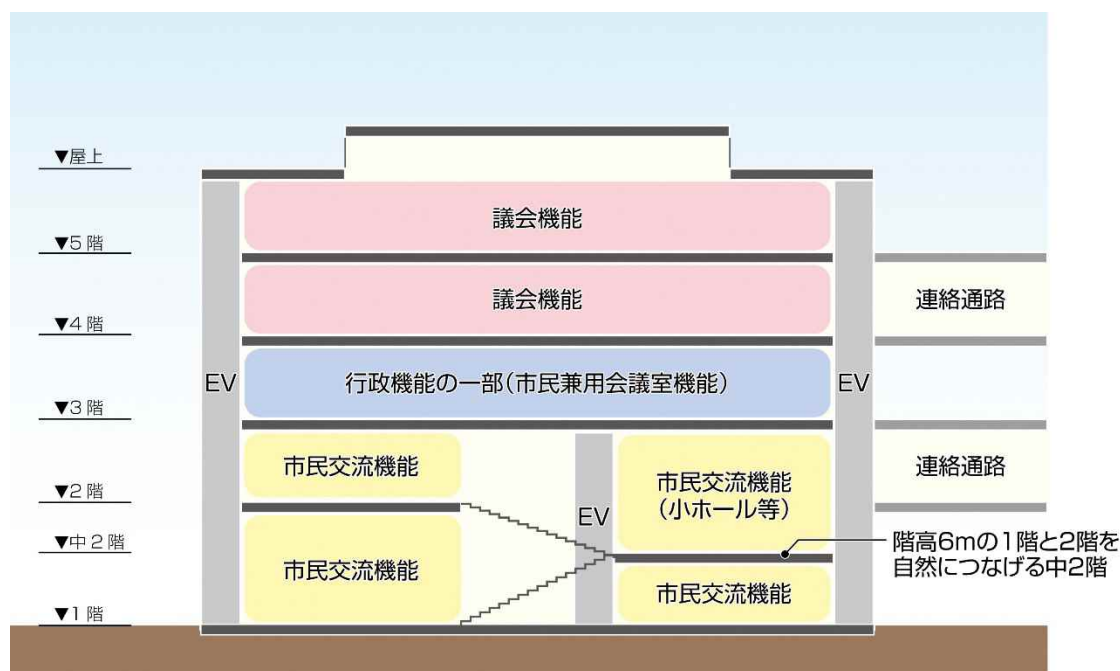 ▼屋上
議会機能
▼5階
議会機能
連絡通路
▼4階
EV
行政機能の一部(市民兼用会議室機能)
EV
▼3階
市民交流機能
市民交流機能
(小ホール等)
連絡通路
▼2階
EV
▼中2階
階高6mの1階と2階を
自然につなげる中2階
市民交流機能
市民交流機能
▼1階